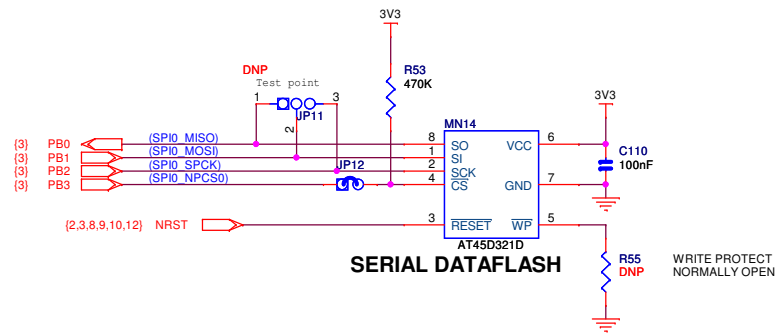 3V3
DNP
Test point
1
3
JP11
2
R53
470K
3V3
MN14
{3} PB0 (SPI0_MISO) 8 SO VCC 6
{3} PB1 (SPI0_MOSI) 1 SI
{3} PB2 (SPI0_SPCK) 2 SCK
{3} PB3 (SPI0_NPCS0) JP12 4 CS GND 7
C110
100nF
{2,3,8,9,10,12} NRST 3 RESET WP 5
AT45D321D
SERIAL DATAFLASH
R55
DNP
WRITE PROTECT
NORMALLY OPEN